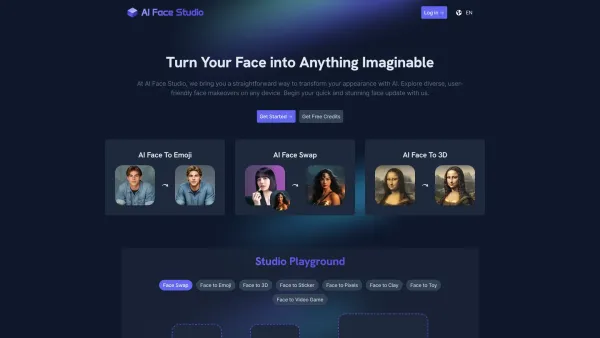 AI Face Studio
Log in →
EN
Turn Your Face into Anything Imaginable
At AI Face Studio, we bring you a straightforward way to transform your appearance with AI. Explore diverse, user-
friendly face makeovers on any device. Begin your quick and stunning face update with us.
Get Started →
Get Free Credits
AI Face To Emoji
AI Face Swap
AI Face To 3D
Studio Playground
Face Swap
Face to Emoji
Face to 3D
Face to Sticker
Face to Pixels
Face to Clay
Face to Toy
Face to Video Game